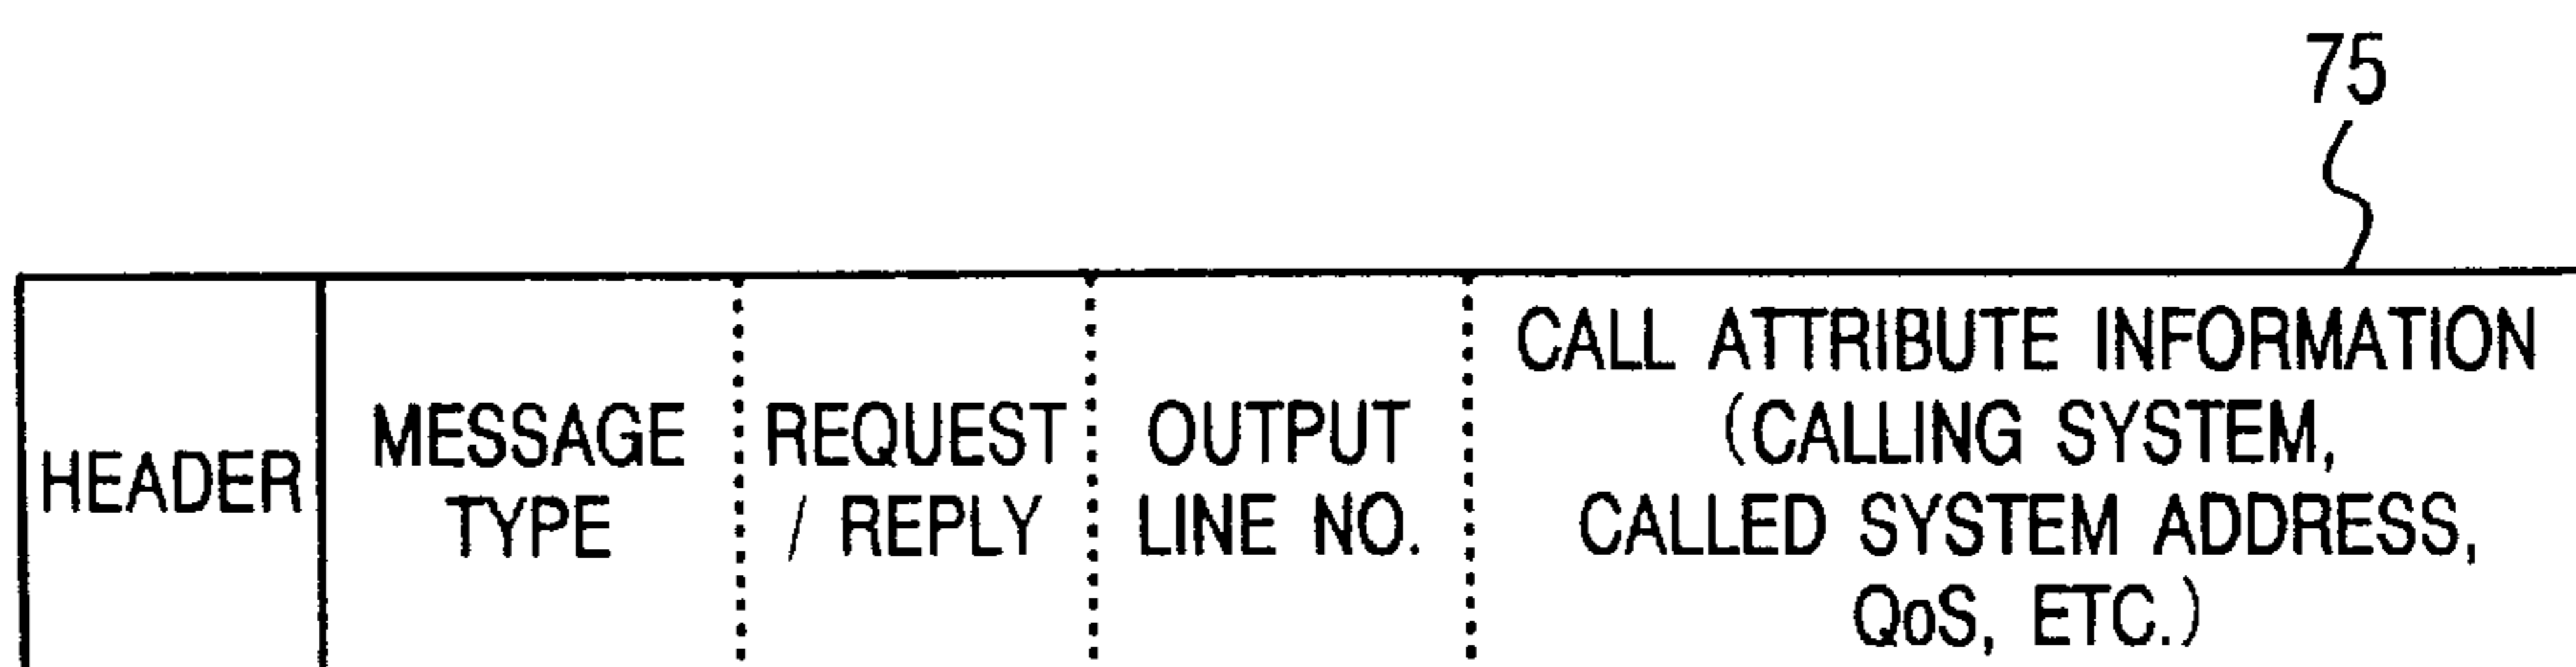 75
HEADER
MESSAGE
TYPE
REQUEST
/ REPLY
OUTPUT
LINE NO.
CALL ATTRIBUTE INFORMATION
(CALLING SYSTEM,
CALLED SYSTEM ADDRESS,
QoS, ETC.)